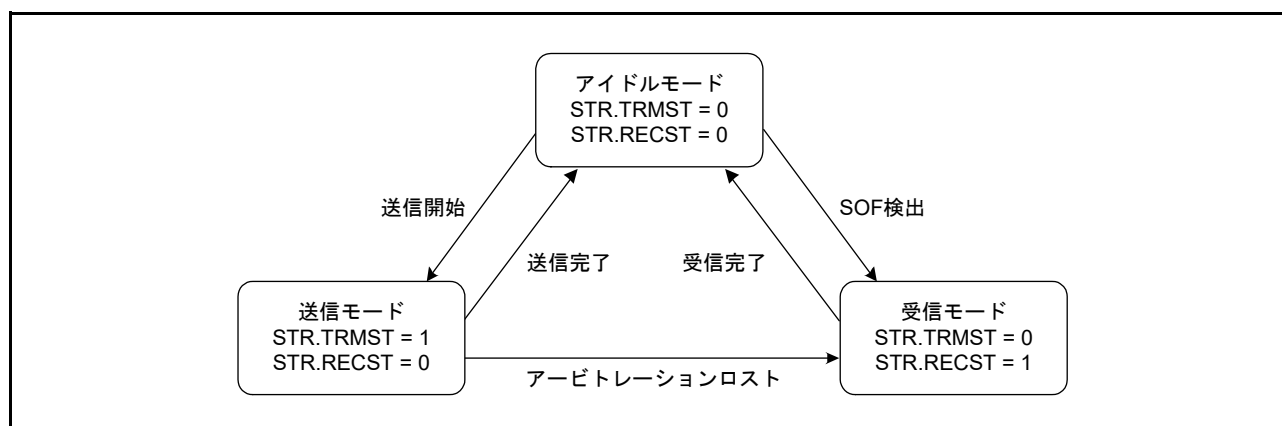 アイドルモード
STR.TRMST = 0
STR.RECST = 0
送信開始
SOF検出
送信完了
受信完了
送信モード
STR.TRMST = 1
STR.RECST = 0
受信モード
STR.TRMST = 0
STR.RECST = 1
アービトレーションロスト